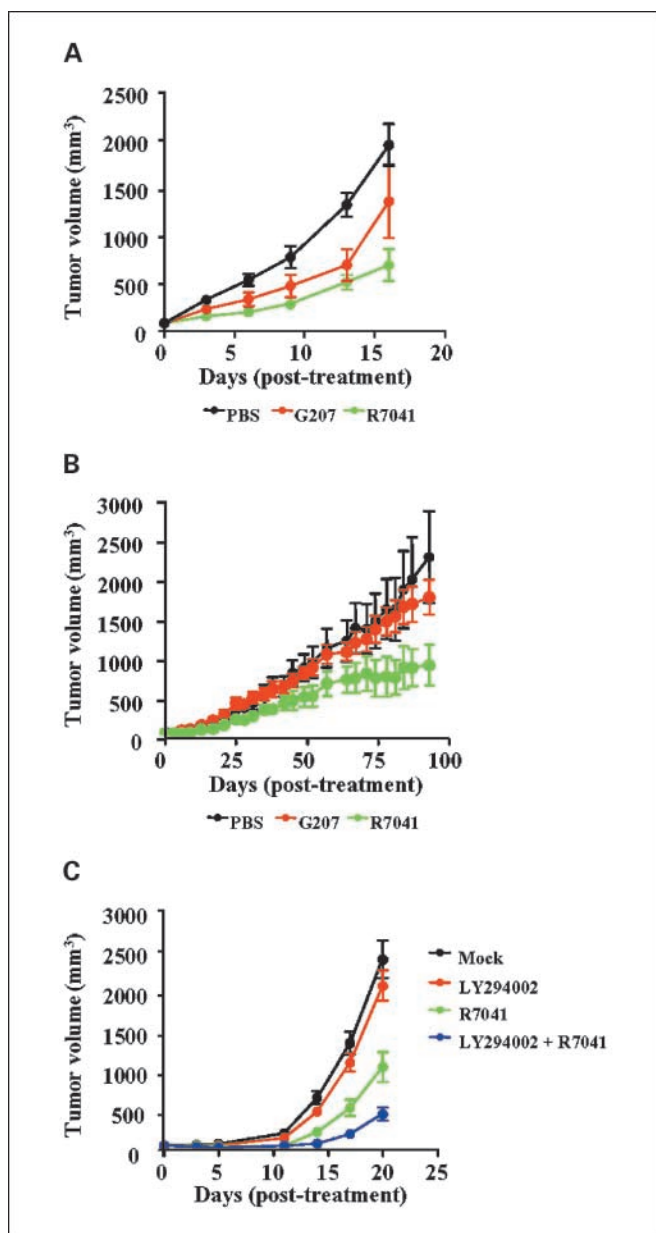 A
Tumor volume (mm³)
2500
2000
1500
1000
500
0
0 5 10 15 20
Days (post-treatment)
PBS G207 R7041
B
Tumor volume (mm³)
3000
2500
2000
1500
1000
500
0
0 25 50 75 100
Days (post-treatment)
PBS G207 R7041
C
Tumor volume (mm³)
3000
2500
2000
1500
1000
500
0
0 5 10 15 20 25
Days (post-treatment)
Mock
LY294002
R7041
LY294002 + R7041